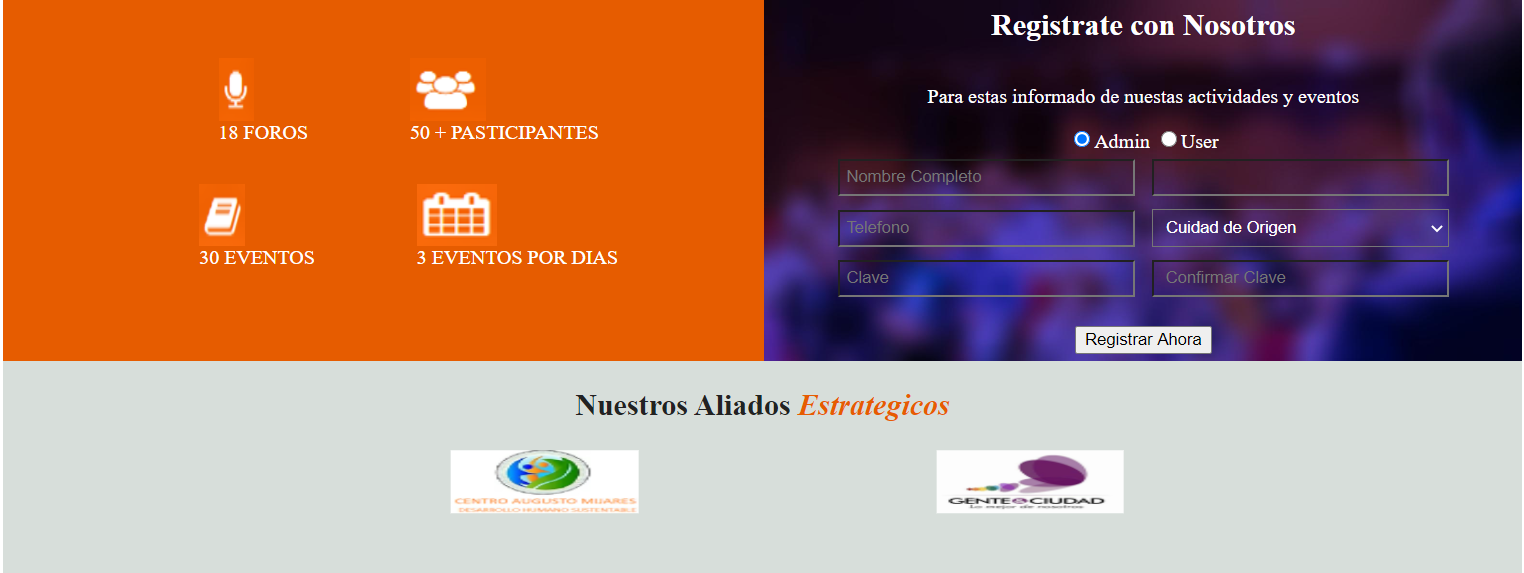 18 FOROS
50 + PASTICIPANTES
30 EVENTOS
3 EVENTOS POR DIAS
Registrate con Nosotros
Para estas informado de nuestas actividades y eventos
Admin User
Nombre Completo
Telefono
Cuidad de Origen
Clave
Confirmar Clave
Registrar Ahora
Nuestros Aliados Estrategicos
CENTRO AUGUSTO MIJARES
DESARROLLO HUMANO SUSTENTABLE
GENTE CIUDAD
Lo mejor de nosotros